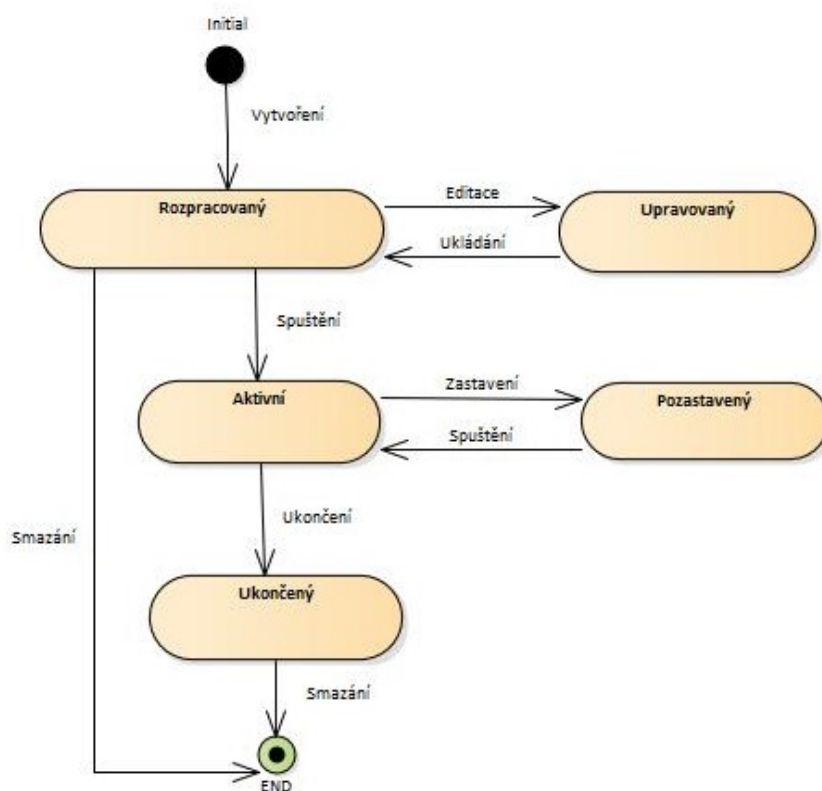 Initial
Vytvoření
Rozpracovaný
Editace
Upravovaný
Ukládání
Spuštění
Aktivní
Zastavení
Pozastavený
Spuštění
Ukončení
Smazání
Ukončený
Smazání
END